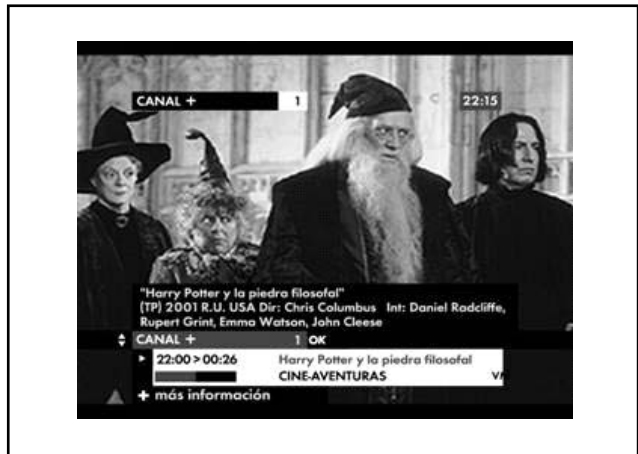 CANAL + 1 22:15
"Harry Potter y la piedra filosofal"
(TP) 2001 R.U. USA Dir: Chris Columbus Int: Daniel Radcliffe,
Rupert Grint, Emma Watson, John Cleese
CANAL + 1 OK
22:00 > 00:26 Harry Potter y la piedra filosofal
CINE-AVENTURAS
+ más información